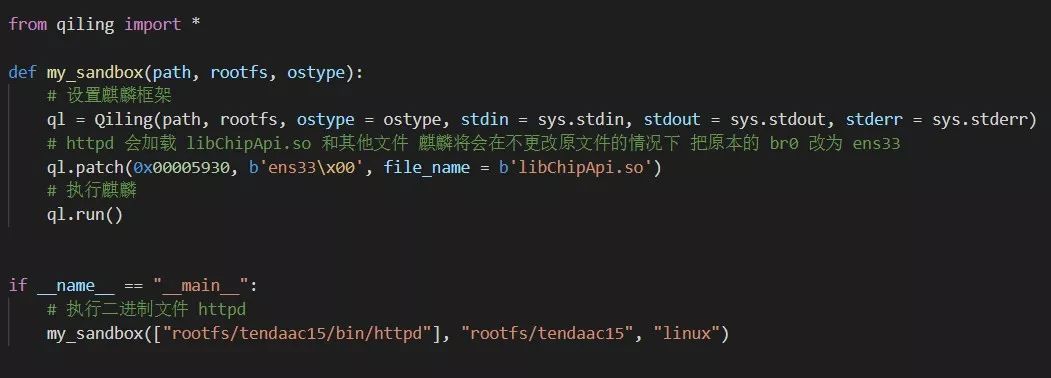 from qiling import *
def my_sandbox(path, rootfs, ostype):
# 设置麒麟框架
ql = Qiling(path, rootfs, ostype = ostype, stdin = sys.stdin, stdout = sys.stdout, stderr = sys.stderr)
# httpd 会加载 libChipApi.so 和其他文件 麒麟将会在不更改原文件的情况下 把原本的 br0 改为 ens33
ql.patch(0x00005930, b'ens33\x00', file_name = b'libChipApi.so')
# 执行麒麟
ql.run()
if __name__ == "__main__":
# 执行二进制文件 httpd
my_sandbox(["rootfs/tendaac15/bin/httpd"], "rootfs/tendaac15", "linux")